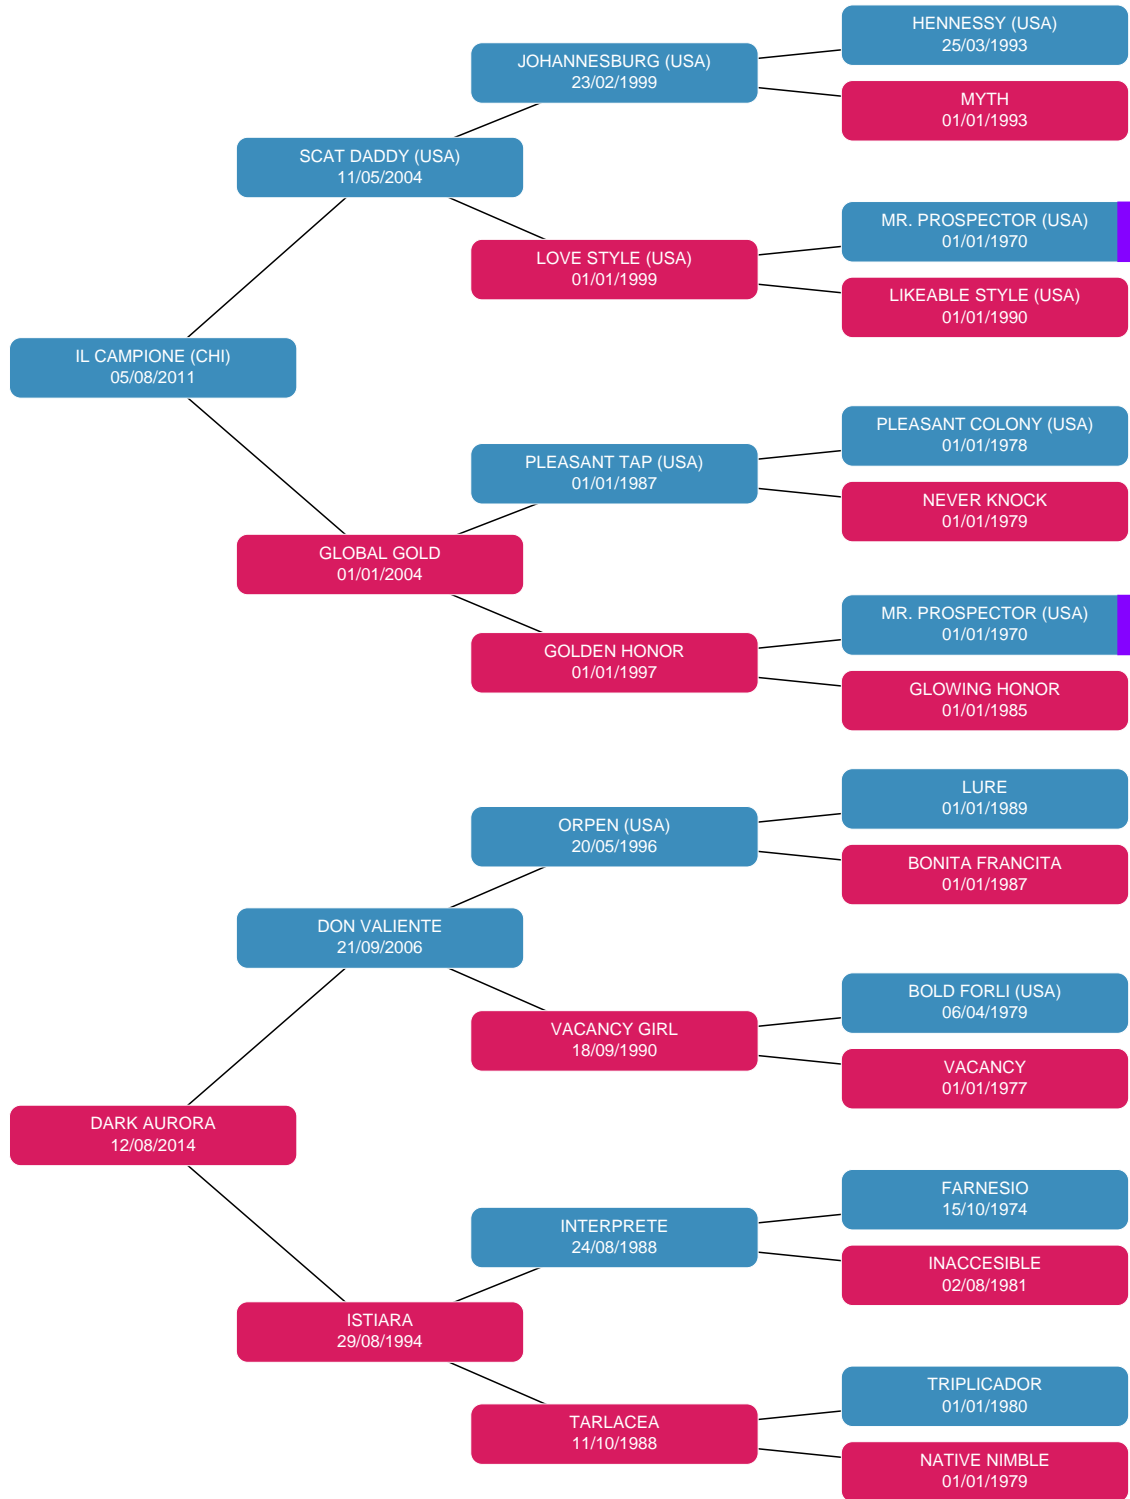 HENNESSY (USA)
25/03/1993
JOHANNESBURG (USA)
23/02/1999
MYTH
01/01/1993
SCAT DADDY (USA)
11/05/2004
MR. PROSPECTOR (USA)
01/01/1970
LOVE STYLE (USA)
01/01/1999
LIKEABLE STYLE (USA)
01/01/1990
IL CAMPIONE (CHI)
05/08/2011
PLEASANT COLONY (USA)
01/01/1978
PLEASANT TAP (USA)
01/01/1987
NEVER KNOCK
01/01/1979
GLOBAL GOLD
01/01/2004
MR. PROSPECTOR (USA)
01/01/1970
GOLDEN HONOR
01/01/1997
GLOWING HONOR
01/01/1985
LURE
01/01/1989
ORPEN (USA)
20/05/1996
BONITA FRANCITA
01/01/1987
DON VALIENTE
21/09/2006
BOLD FORLI (USA)
06/04/1979
VACANCY GIRL
18/09/1990
VACANCY
01/01/1977
DARK AURORA
12/08/2014
FARNESIO
15/10/1974
INTERPRETE
24/08/1988
INACCESIBLE
02/08/1981
ISTIARA
29/08/1994
TRIPLICADOR
01/01/1980
TARLACEA
11/10/1988
NATIVE NIMBLE
01/01/1979